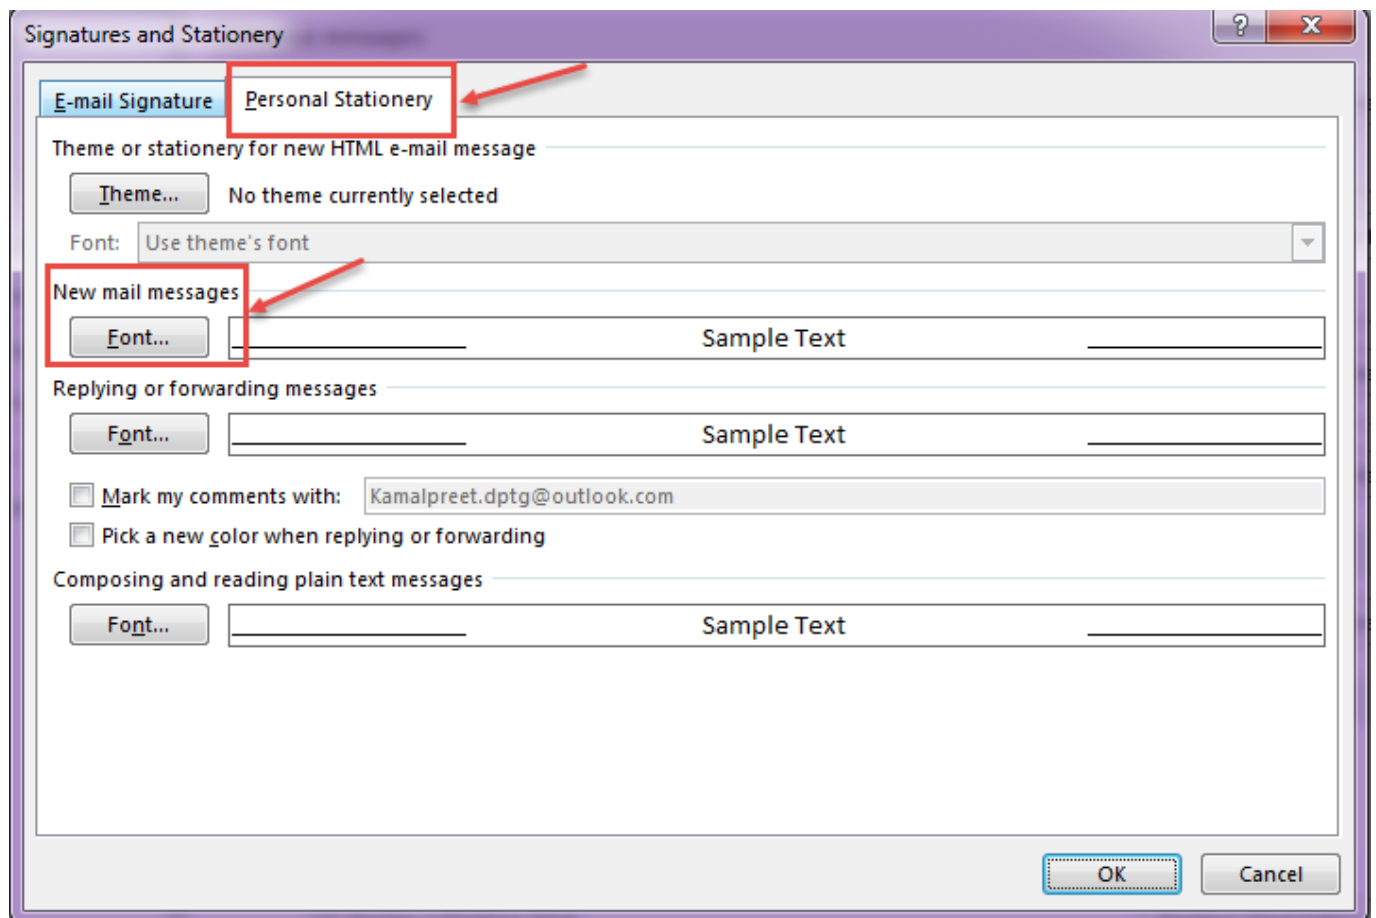 Signatures and Stationery
E-mail Signature Personal Stationery
Theme or stationery for new HTML e-mail message
Theme... No theme currently selected
Font: Use theme's font
New mail messages
Font... Sample Text
Replying or forwarding messages
Font... Sample Text
Mark my comments with: Kamalpreet.dptg@outlook.com
Pick a new color when replying or forwarding
Composing and reading plain text messages
Font... Sample Text
OK Cancel